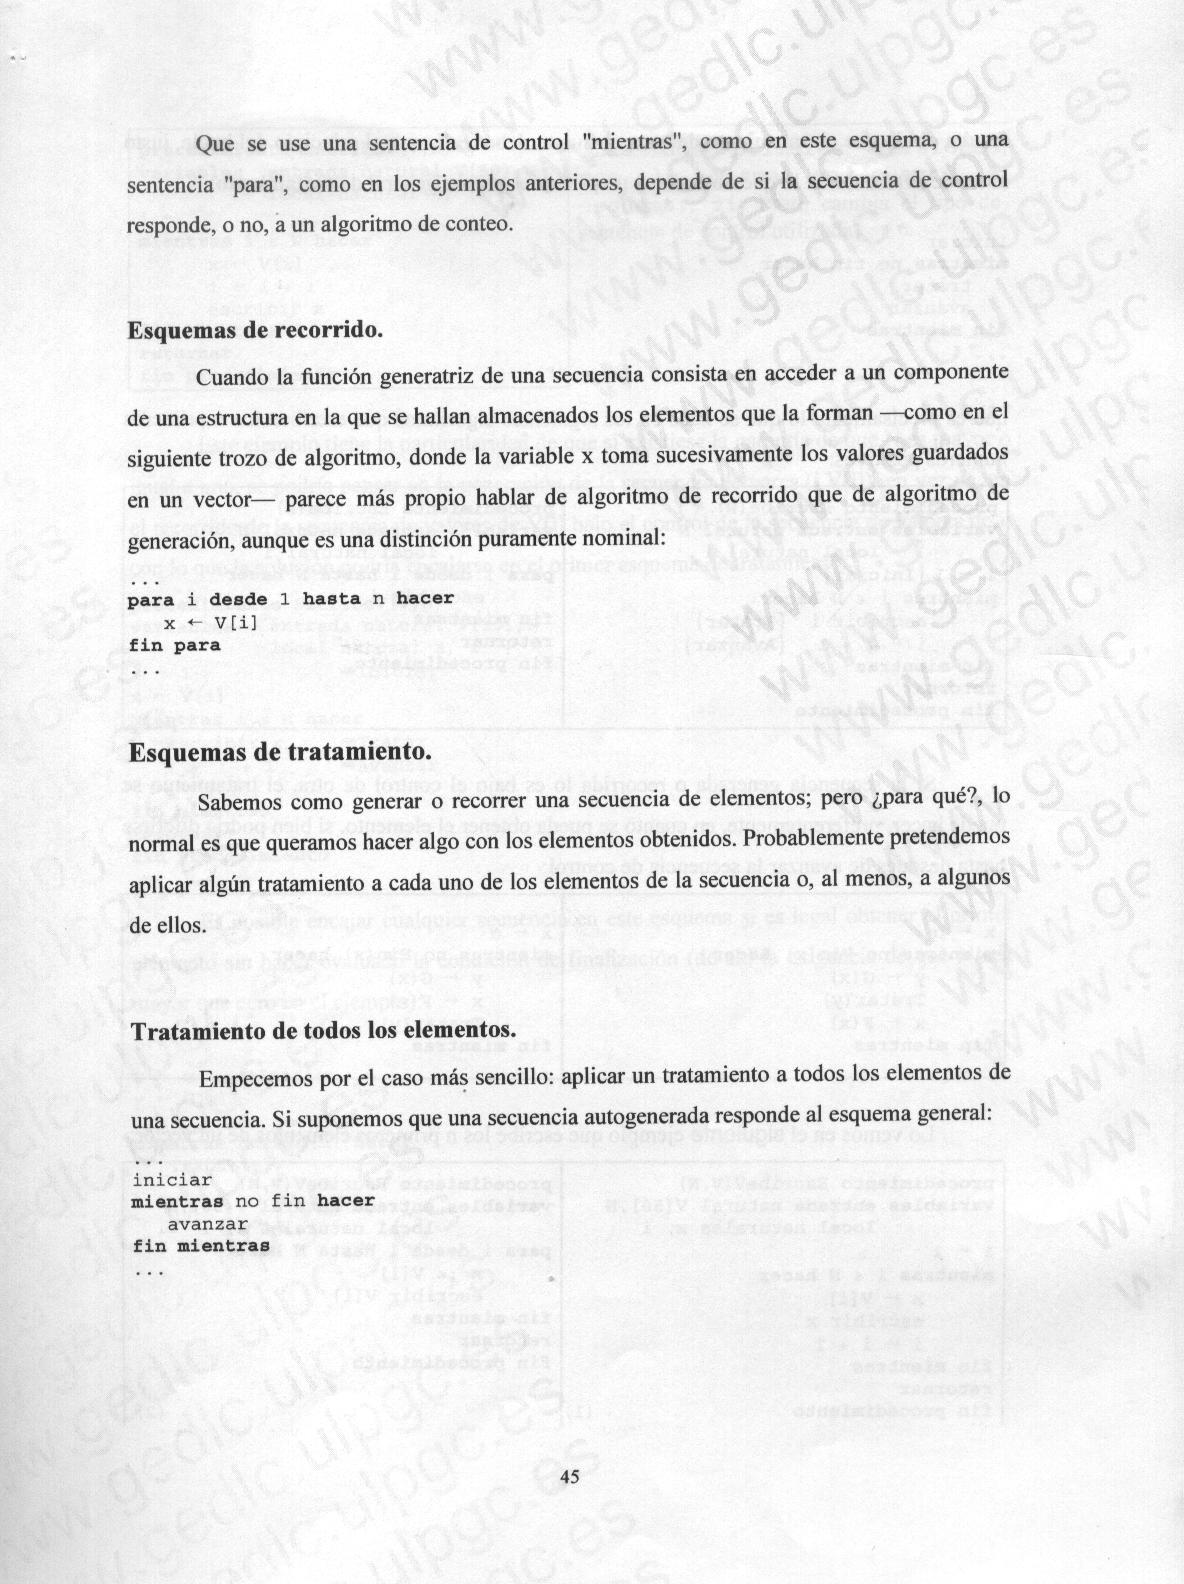 Que se use una sentencia de control "mientras", como en este esquema, o una
sentencia "para", como en los ejemplos anteriores, depende de si la secuencia de control
responde, o no, a un algoritmo de conteo.
Esquemas de recorrido.
Cuando la función generatriz de una secuencia consista en acceder a un componente
de una estructura en la que se hallan almacenados los elementos que la forman —como en el
siguiente trozo de algoritmo, donde la variable x toma sucesivamente los valores guardados
en un vector— parece más propio hablar de algoritmo de recorrido que de algoritmo de
generación, aunque es una distinción puramente nominal:
...
para i desde 1 hasta n hacer
x ← V[i]
fin para
...
Esquemas de tratamiento.
Sabemos como generar o recorrer una secuencia de elementos; pero ¿para qué?, lo
normal es que queramos hacer algo con los elementos obtenidos. Probablemente pretendemos
aplicar algún tratamiento a cada uno de los elementos de la secuencia o, al menos, a algunos
de ellos.
Tratamiento de todos los elementos.
Empecemos por el caso más sencillo: aplicar un tratamiento a todos los elementos de
una secuencia. Si suponemos que una secuencia autogenerada responde al esquema general:
...
iniciar
mientras no fin hacer
avanzar
fin mientras
...
45
www.gedlc.ulpgc.es